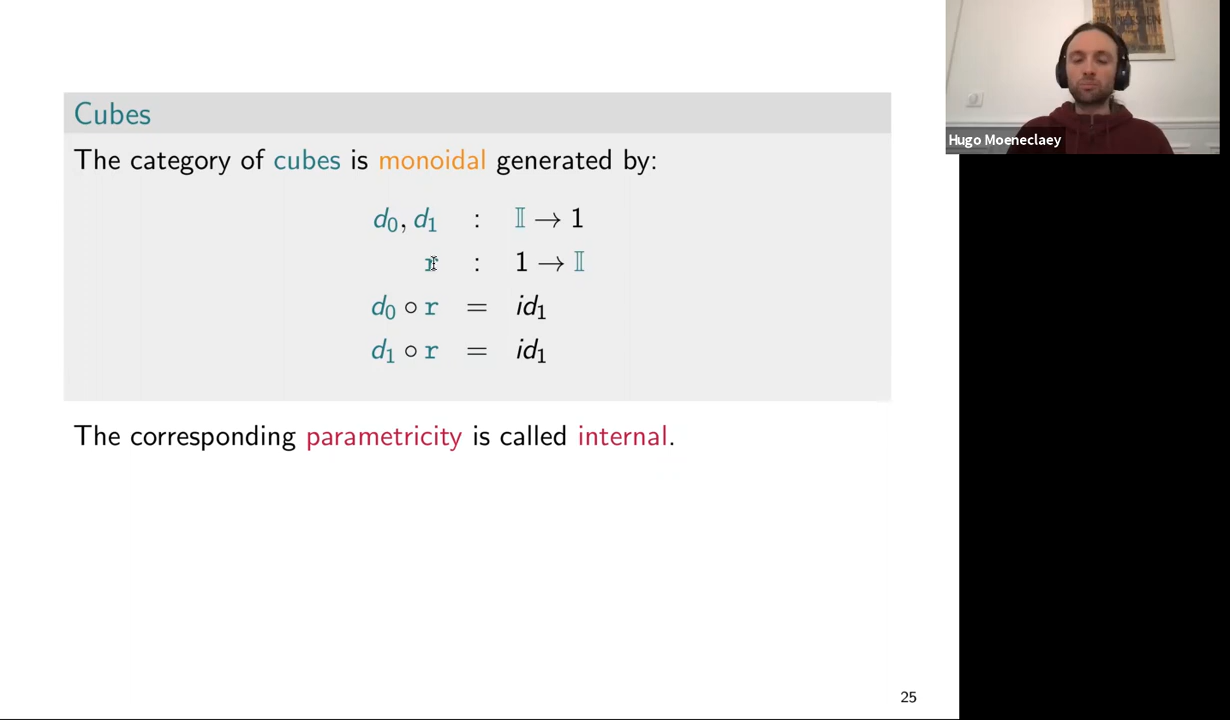 Cubes
The category of cubes is monoidal generated by:
d₀, d₁ : 𝕀 → 1
r : 1 → 𝕀
d₀ ∘ r = id₁
d₁ ∘ r = id₁
The corresponding parametricity is called internal.
25
Hugo Moeneclaey